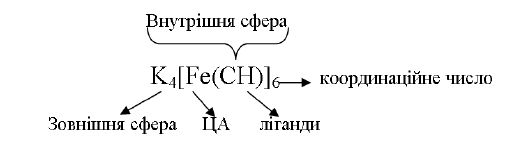 Внутрішня сфера
K₄[Fe(CH)]₆ координаційне число
Зовнішня сфера ЦА ліганди